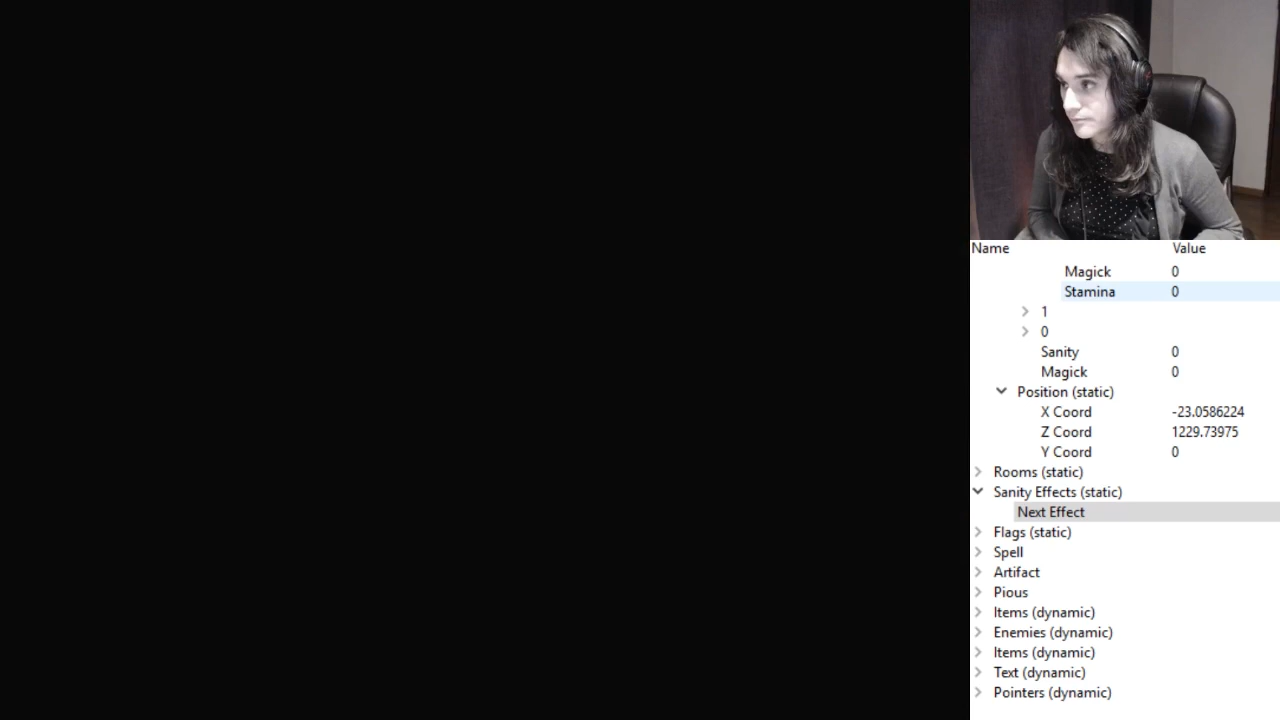 Name Value
Magick 0
Stamina 0
1
0
Sanity 0
Magick 0
Position (static)
X Coord -23.0586224
Z Coord 1229.73975
Y Coord 0
Rooms (static)
Sanity Effects (static)
Next Effect
Flags (static)
Spell
Artifact
Pious
Items (dynamic)
Enemies (dynamic)
Items (dynamic)
Text (dynamic)
Pointers (dynamic)